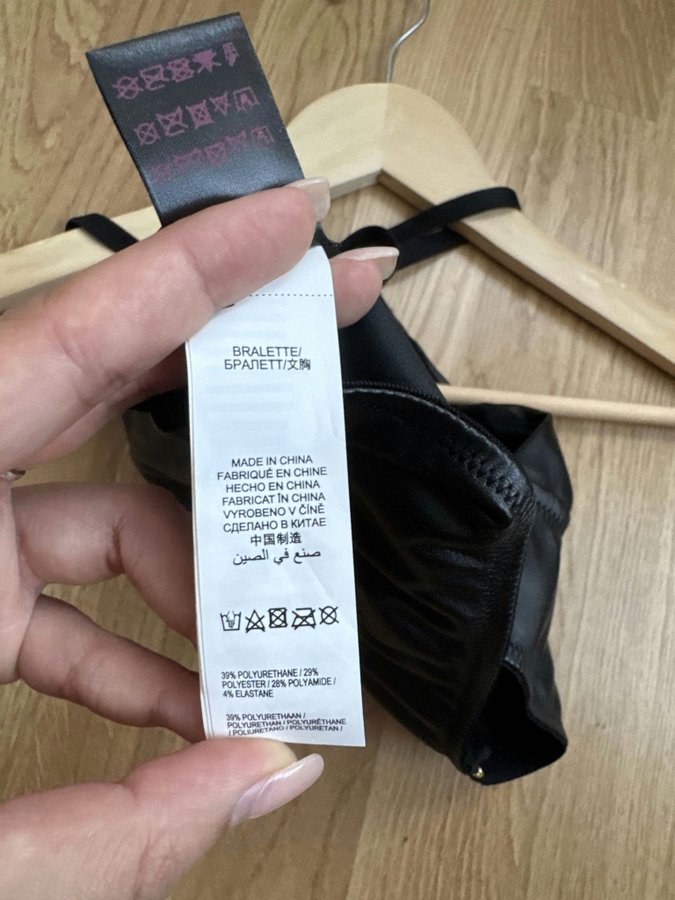 BRALETTE/
БРАЛЕТТ/文胸
MADE IN CHINA
FABRIQUÉ EN CHINE
HECHO EN CHINA
FABRICAT ÎN CHINA
VYROBENO V ČÍNĚ
СДЕЛАНО В КИТАЕ
中国制造
صنع في الصين
39% POLYURETHANE / 29%
POLYESTER / 28% POLYAMIDE /
4% ELASTANE
39% POLYURETHAAN /
POLYURETHAN / POLYURÉTHANE
/ POLIURETANO / POLIURETAN /